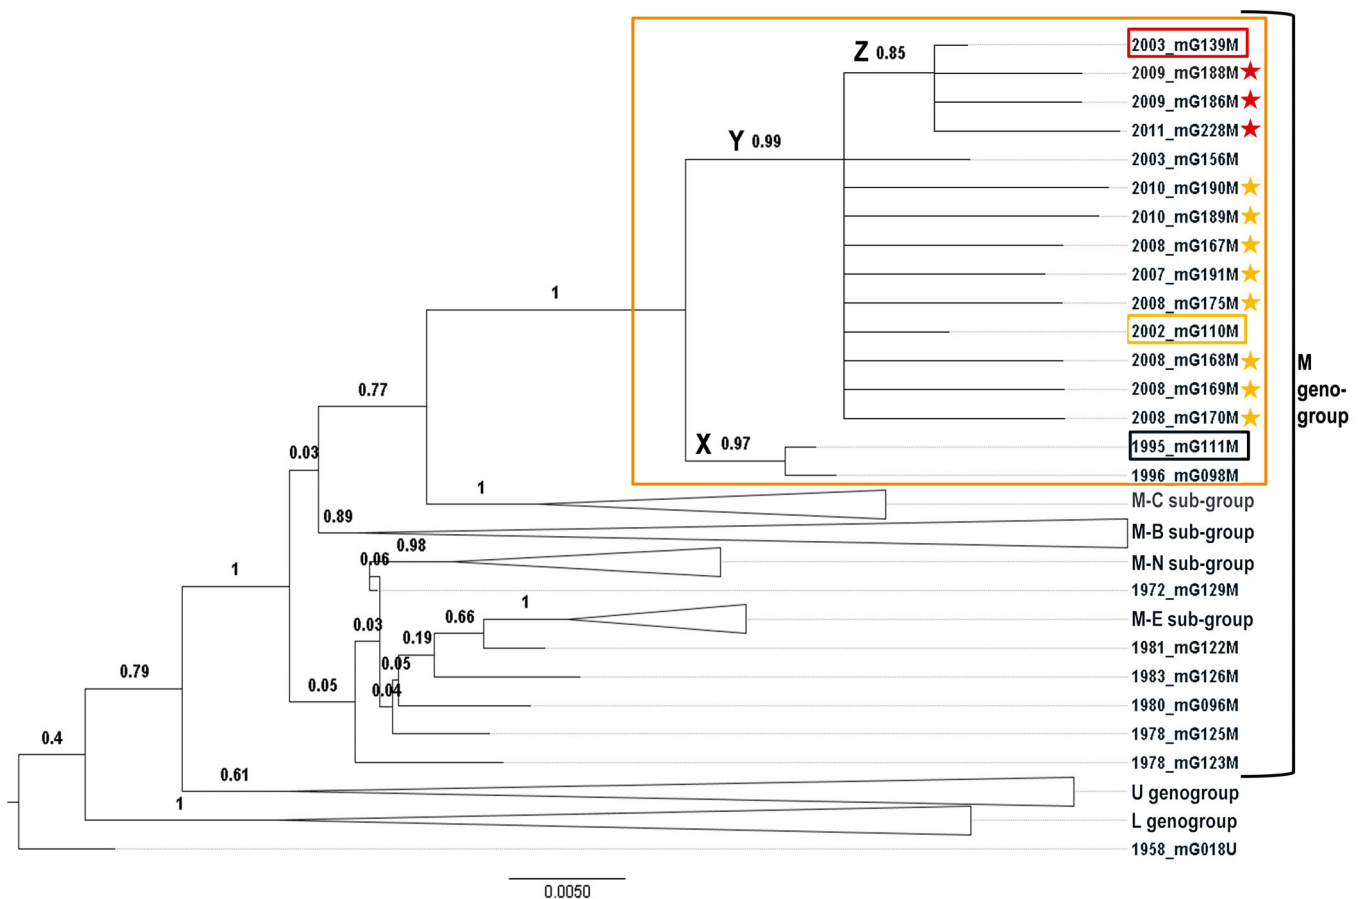 2003_mG139M
Z 0.85
2009_mG188M
2009_mG186M
2011_mG228M
Y 0.99
2003_mG156M
2010_mG190M
2010_mG189M
2008_mG167M
2007_mG191M
1
2008_mG175M
2002_mG110M
2008_mG168M
M
geno-
group
0.77
2008_mG169M
2008_mG170M
X 0.97
1995_mG111M
0.03
1996_mG098M
1
M-C sub-group
0.89
M-B sub-group
0.98
0.06
M-N sub-group
1
1972_mG129M
1
0.66
M-E sub-group
0.03
0.19
1981_mG122M
0.05
0.79
1983_mG126M
0.05
0.04
1980_mG096M
0.4
1978_mG125M
1978_mG123M
0.61
U genogroup
1
L genogroup
1958_mG018U
0.0050